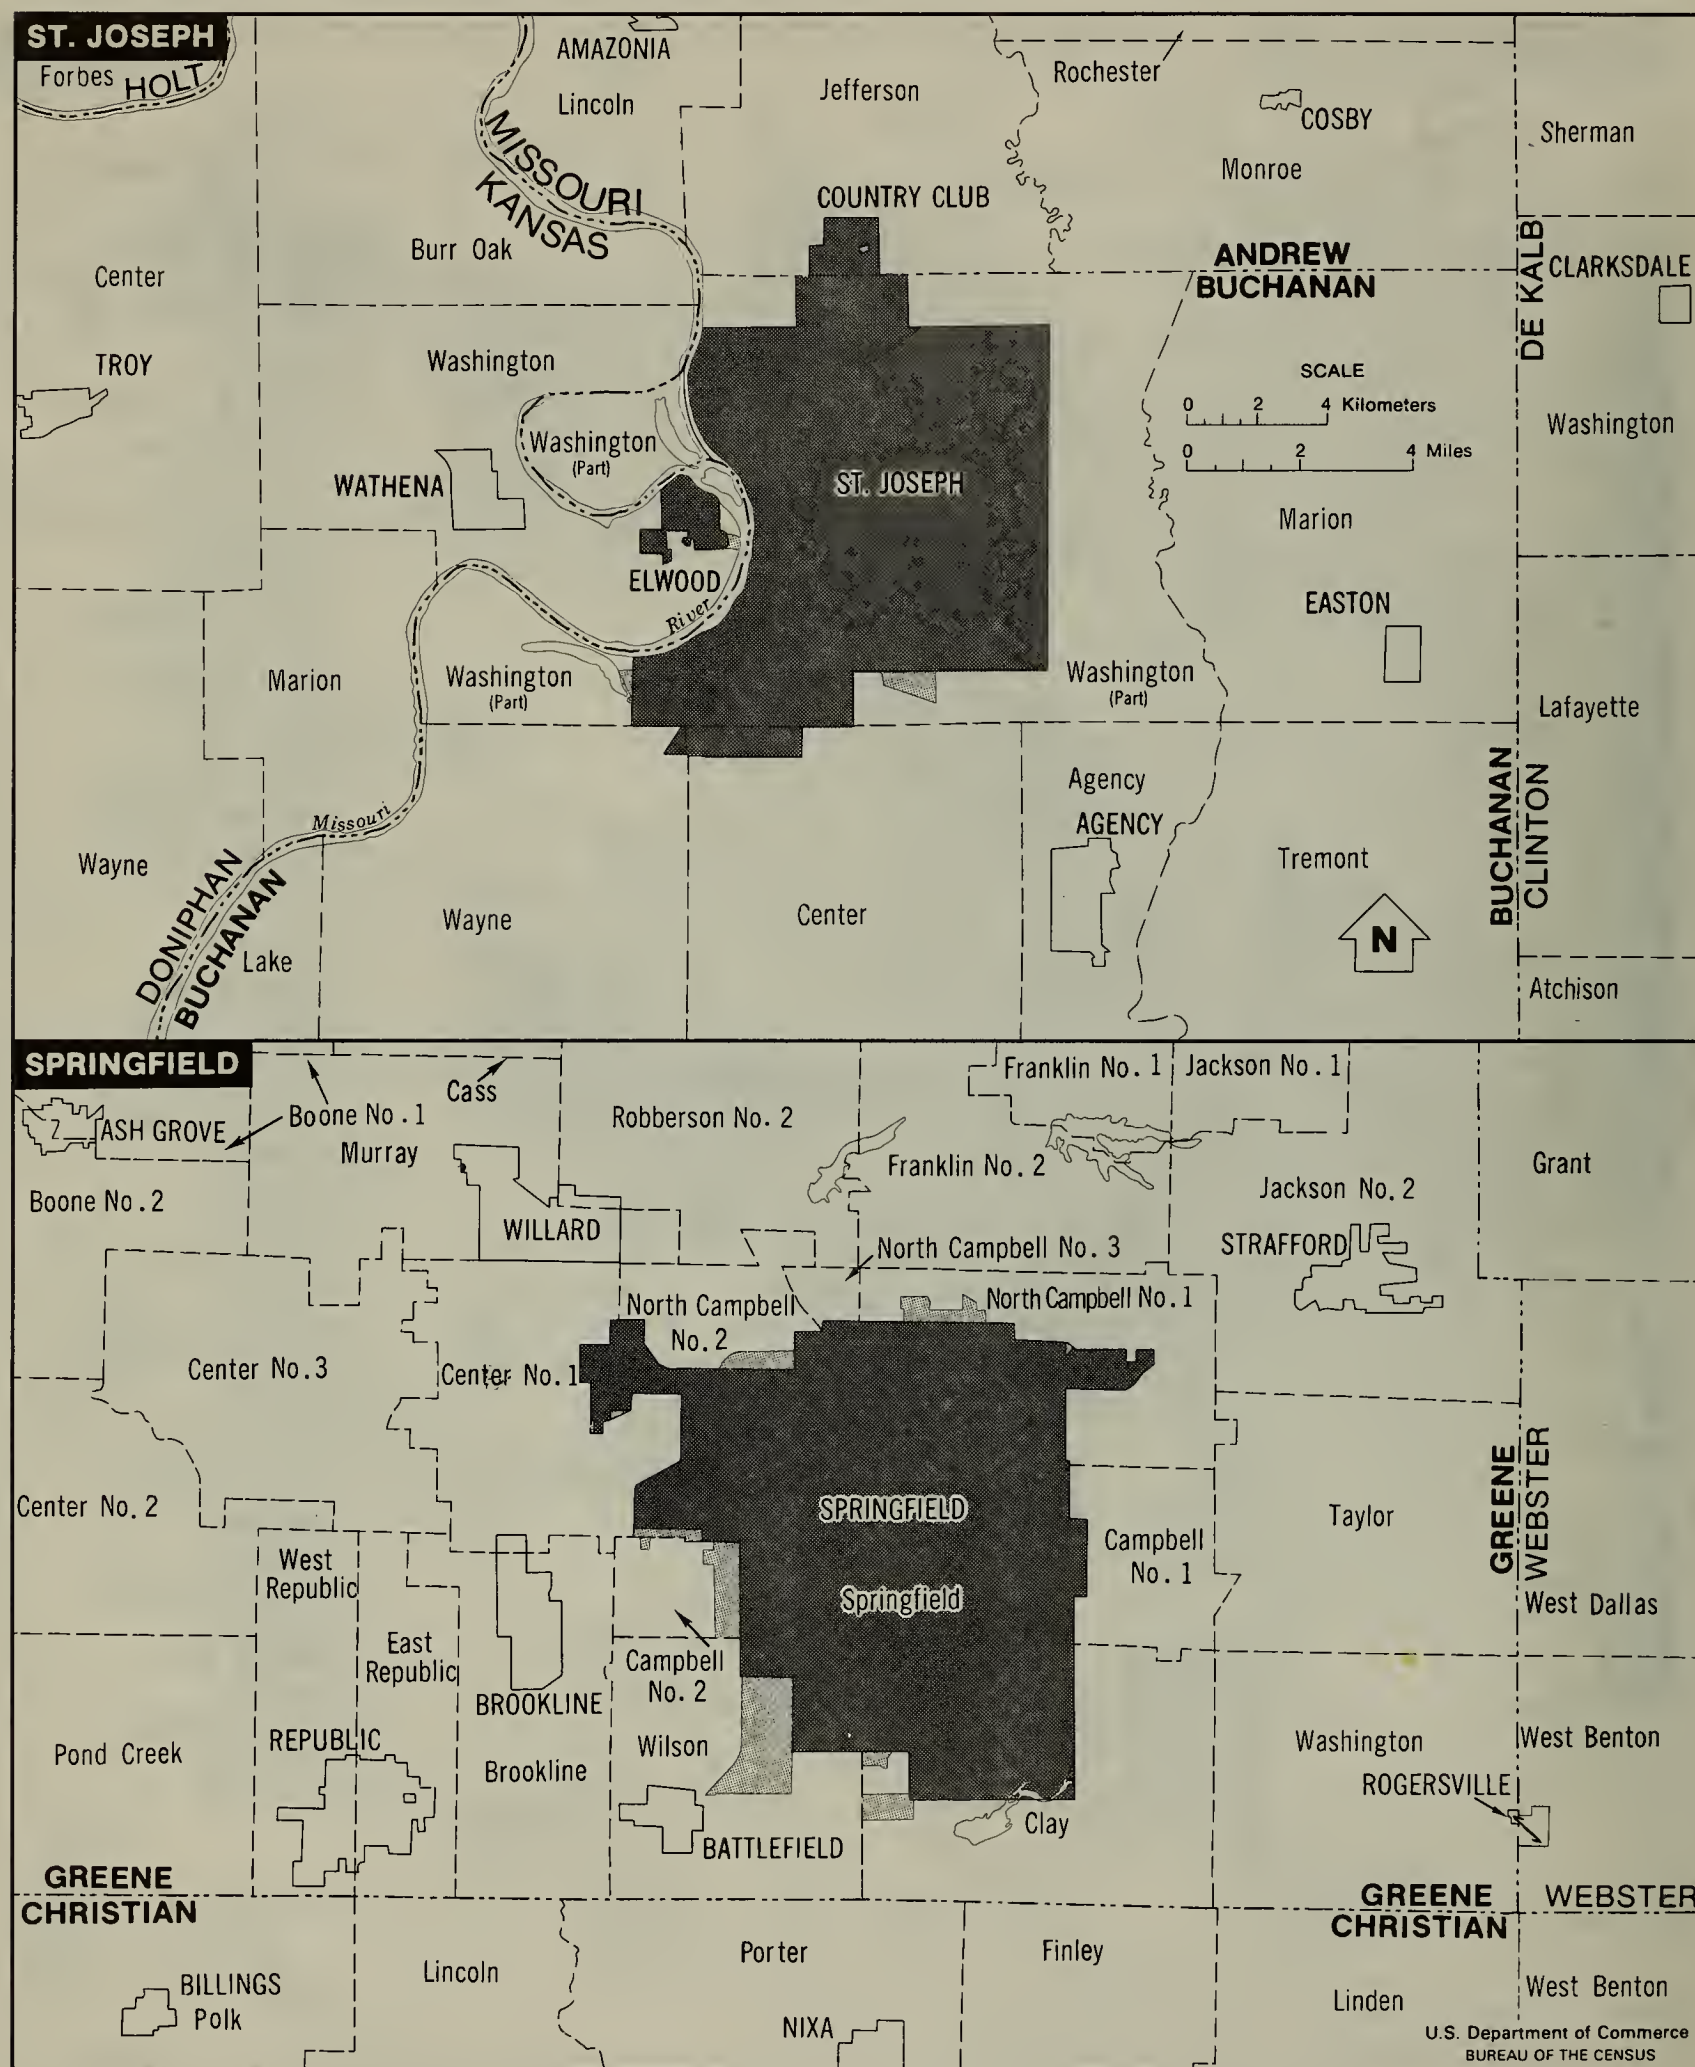 ST. JOSEPH
Forbes
HOLT
AMAZONIA
Lincoln
Jefferson
Rochester
COSBY
Monroe
Sherman
MISSOURI
KANSAS
COUNTRY CLUB
Burr Oak
Center
ANDREW
BUCHANAN
DE KALB
CLARKSDALE
TROY
Washington
SCALE
0 2 4 Kilometers
0 2 4 Miles
Washington
Washington
(Part)
WATHENA
ST. JOSEPH
Marion
ELWOOD
River
EASTON
Marion
Washington
(Part)
Washington
(Part)
Lafayette
Agency
AGENCY
BUCHANAN
CLINTON
Missouri
Wayne
DONIPHAN
BUCHANAN
Lake
Wayne
Center
Tremont
N
Atchison
SPRINGFIELD
Cass
Franklin No. 1
Jackson No. 1
ASH GROVE
Boone No. 1
Murray
Robberson No. 2
Franklin No. 2
Grant
Boone No. 2
Jackson No. 2
WILLARD
North Campbell No. 3
STRAFFORD
North Campbell
No. 2
North Campbell No. 1
Center No. 3
Center No. 1
Center No. 2
SPRINGFIELD
Springfield
Campbell
No. 1
Taylor
GREENE
WEBSTER
West
Republic
West Dallas
East
Republic
Campbell
No. 2
BROOKLINE
REPUBLIC
Pond Creek
Wilson
Brookline
Washington
West Benton
ROGERSVILLE
Clay
BATTLEFIELD
GREENE
CHRISTIAN
GREENE
CHRISTIAN
WEBSTER
Porter
Finley
Lincoln
BILLINGS
Polk
Linden
West Benton
NIXA
U.S. Department of Commerce
BUREAU OF THE CENSUS